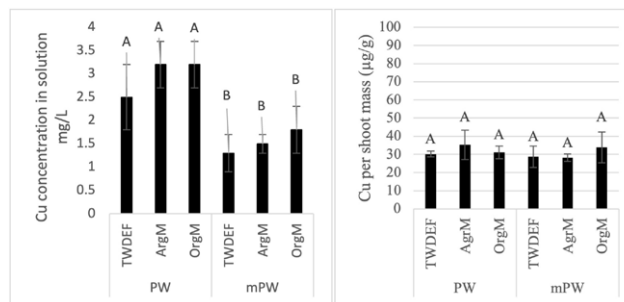 Cu concentration in solution
mg/L
4
3.5
3
2.5
2
1.5
1
0.5
0
A
A
A
B
B
B
TWDEF
ArgM
OrgM
TWDEF
ArgM
OrgM
PW
mPW
Cu per shoot mass (µg/g)
100
90
80
70
60
50
40
30
20
10
0
A
A
A
A
A
A
TWDEF
AgrM
OrgM
TWDEF
AgrM
OrgM
PW
mPW